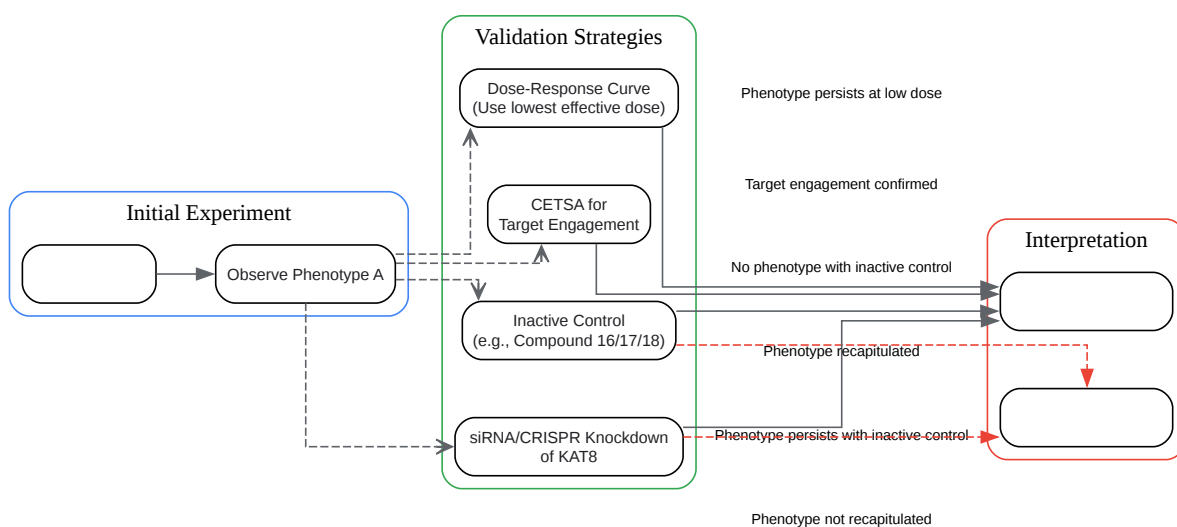 Initial Experiment
Observe Phenotype A
Validation Strategies
Dose-Response Curve
(Use lowest effective dose)
CETSA for
Target Engagement
Inactive Control
(e.g., Compound 16/17/18)
siRNA/CRISPR Knockdown
of KAT8
Phenotype persists at low dose
Target engagement confirmed
No phenotype with inactive control
Phenotype recapitulated
Phenotype persists with inactive control
Phenotype not recapitulated
Interpretation